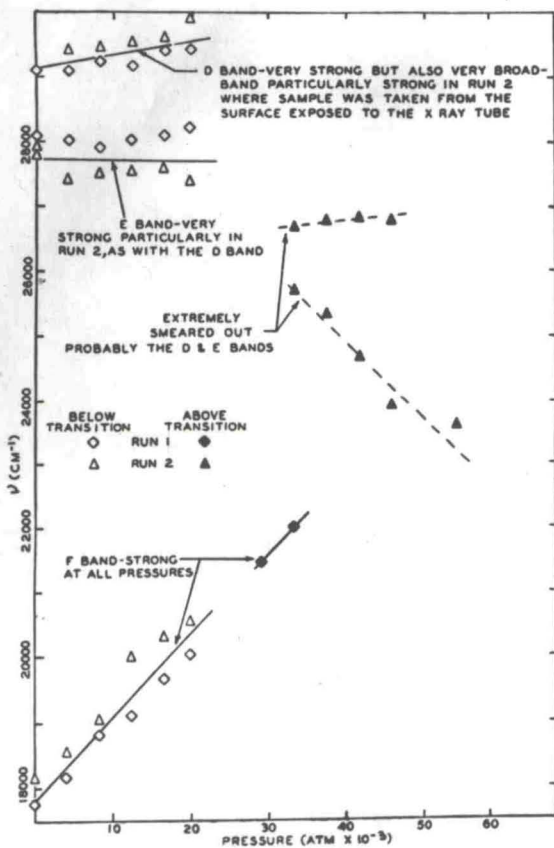 D BAND-VERY STRONG BUT ALSO VERY BROAD-
BAND PARTICULARLY STRONG IN RUN 2
WHERE SAMPLE WAS TAKEN FROM THE
SURFACE EXPOSED TO THE X RAY TUBE
E BAND-VERY
STRONG PARTICULARLY IN
RUN 2,AS WITH THE D BAND
EXTREMELY
SMEARED OUT
PROBABLY THE D & E BANDS
BELOW TRANSITION
ABOVE TRANSITION
RUN 1
RUN 2
F BAND-STRONG
AT ALL PRESSURES
ν (CM⁻¹)
28000
26000
24000
22000
20000
18000
0 10 20 30 40 50 60
PRESSURE (ATM X 10⁻³)